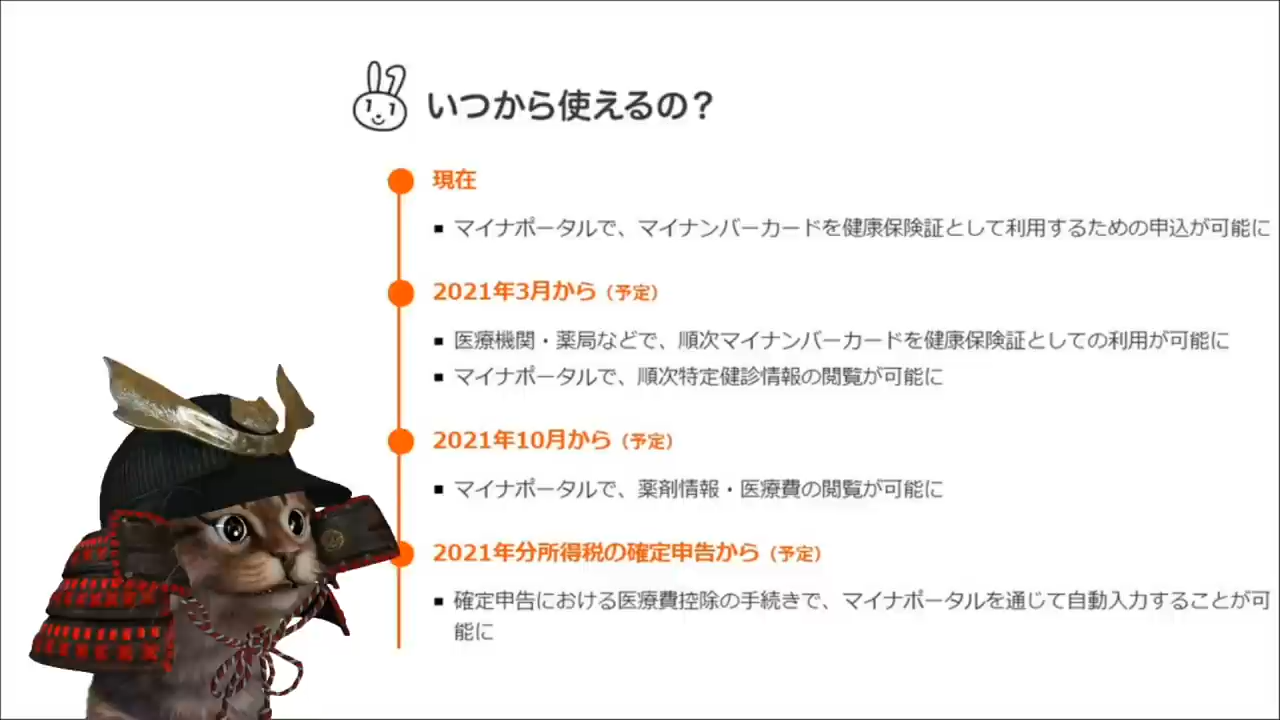 いつから使えるの？
現在
▪ マイナポータルで、マイナンバーカードを健康保険証として利用するための申込が可能に
2021年3月から（予定）
▪ 医療機関・薬局などで、順次マイナンバーカードを健康保険証としての利用が可能に
▪ マイナポータルで、順次特定健診情報の閲覧が可能に
2021年10月から（予定）
▪ マイナポータルで、薬剤情報・医療費の閲覧が可能に
2021年分所得税の確定申告から（予定）
▪ 確定申告における医療費控除の手続きで、マイナポータルを通じて自動入力することが可
能に